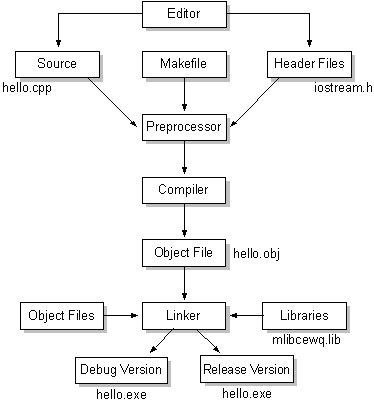 Editor
Source
Makefile
Header Files
hello.cpp
iostream.h
Preprocessor
Compiler
Object File
hello.obj
Object Files
Linker
Libraries
mlibcewq.lib
Debug Version
Release Version
hello.exe
hello.exe